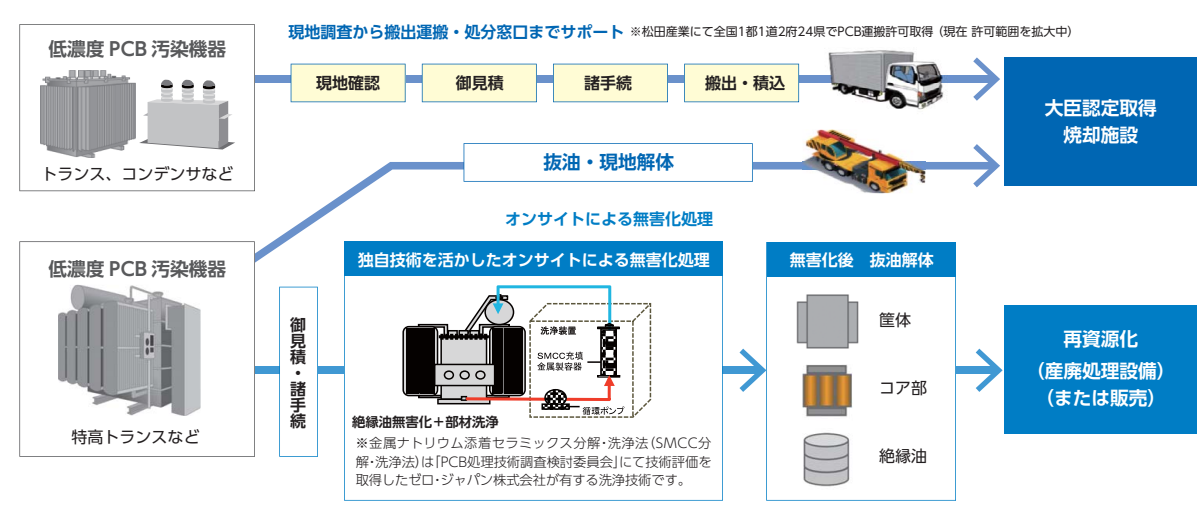 低濃度 PCB 汚染機器
トランス、コンデンサなど
現地調査から搬出運搬・処分窓口までサポート ※松田産業にて全国1都1道2府24県でPCB運搬許可取得（現在 許可範囲を拡大中）
現地確認
御見積
諸手続
搬出・積込
大臣認定取得
焼却施設
抜油・現地解体
オンサイトによる無害化処理
低濃度 PCB 汚染機器
特高トランスなど
御見積・諸手続
独自技術を活かしたオンサイトによる無害化処理
洗浄装置
SMCC充填
金属製容器
循環ポンプ
絶縁油無害化＋部材洗浄
※金属ナトリウム添着セラミックス分解・洗浄法（SMCC分
解・洗浄法）は「PCB処理技術調査検討委員会」にて技術評価を
取得したゼロ・ジャパン株式会社が有する洗浄技術です。
無害化後 抜油解体
筐体
コア部
絶縁油
再資源化
（産廃処理設備）
（または販売）